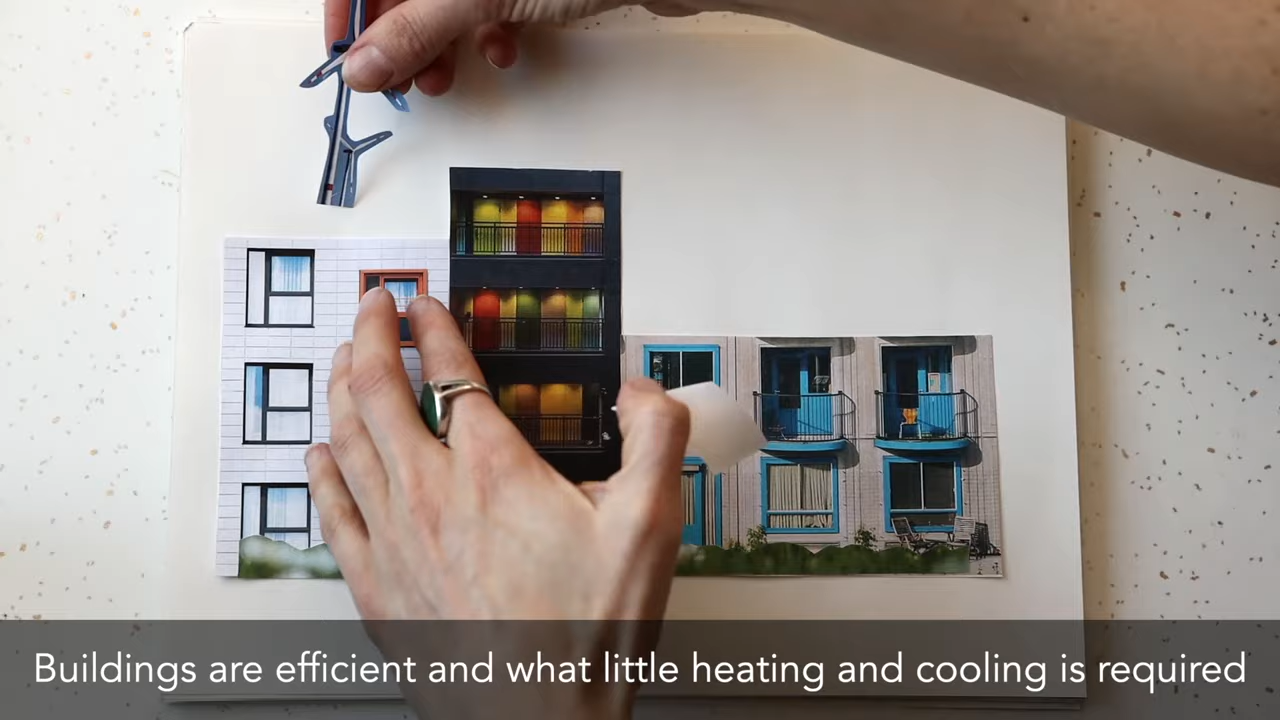 Buildings are efficient and what little heating and cooling is required